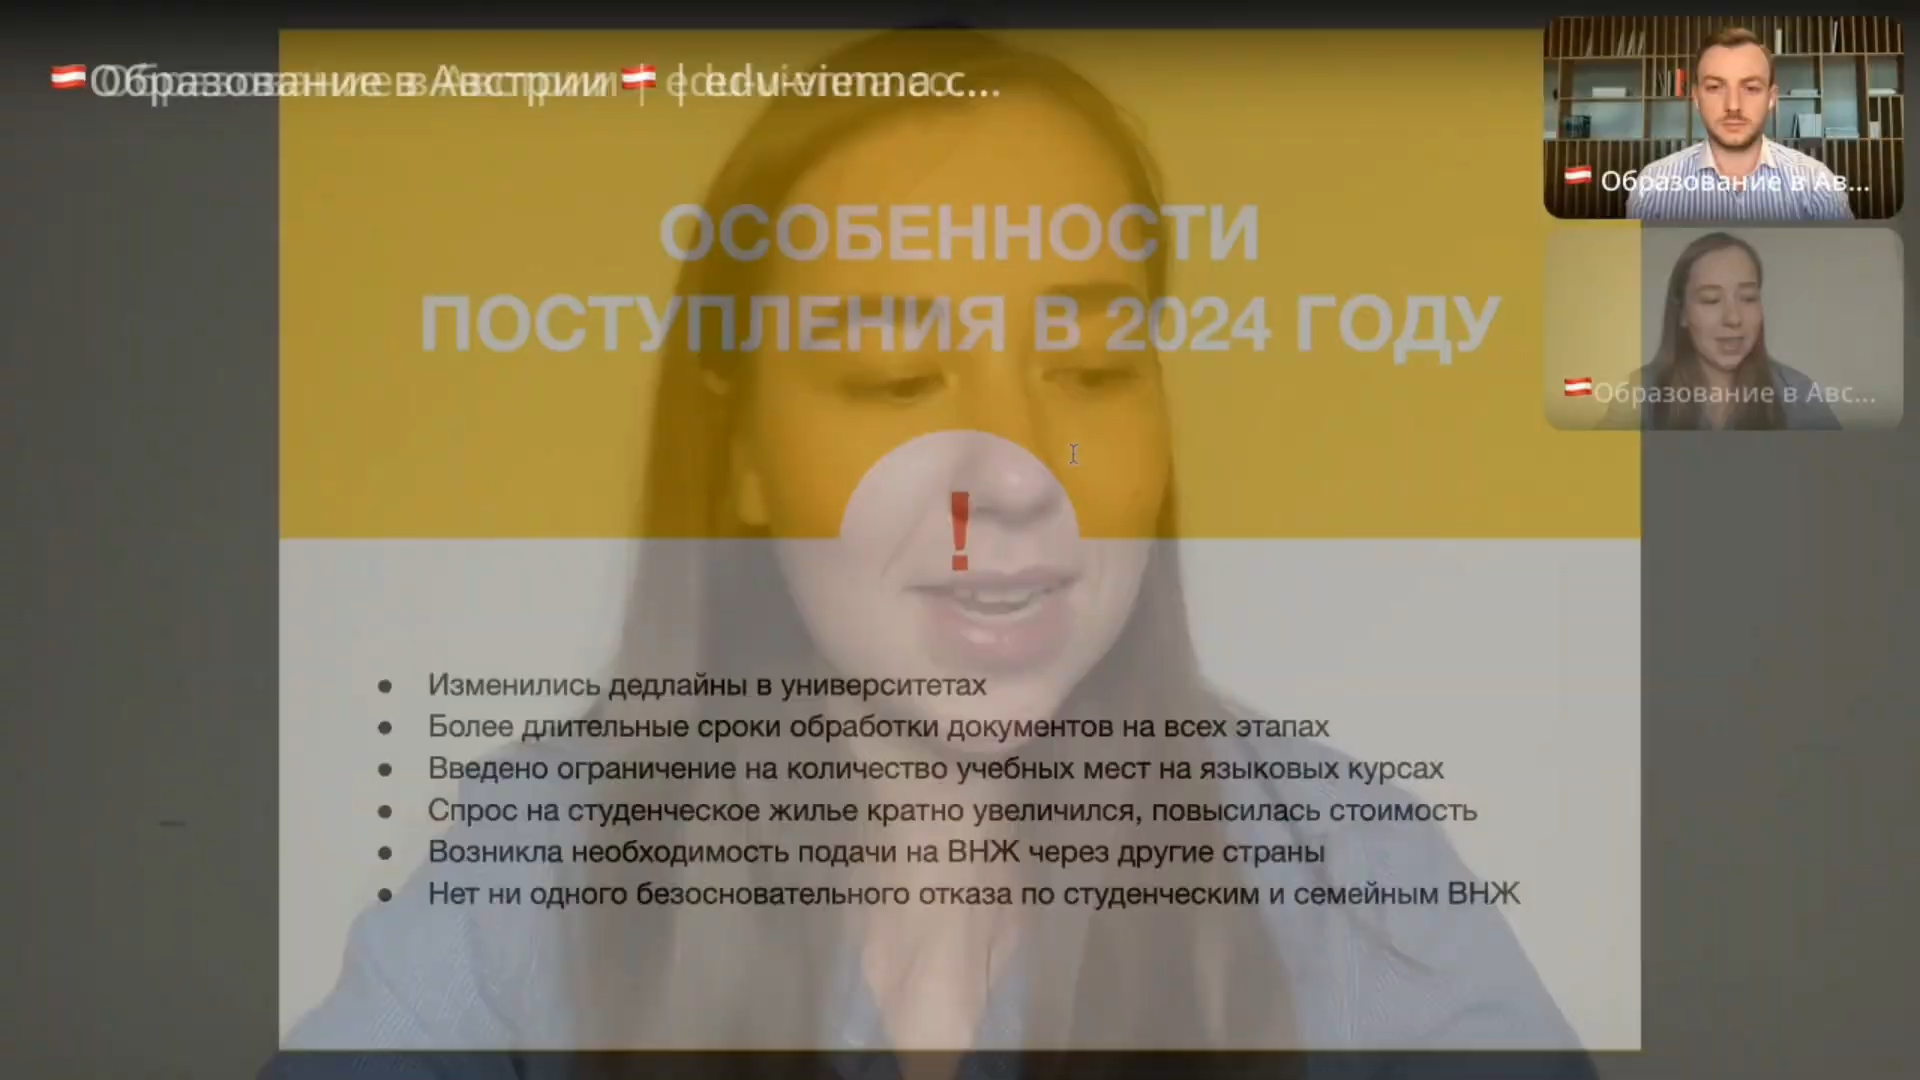 Образование в Австрии
edu-vienna.c...
ОСОБЕННОСТИ
ПОСТУПЛЕНИЯ В 2024 ГОДУ
Образование в Ав...
Образование в Авс...
!
● Изменились дедлайны в университетах
● Более длительные сроки обработки документов на всех этапах
● Введено ограничение на количество учебных мест на языковых курсах
● Спрос на студенческое жилье кратно увеличился, повысилась стоимость
● Возникла необходимость подачи на ВНЖ через другие страны
● Нет ни одного безосновательного отказа по студенческим и семейным ВНЖ